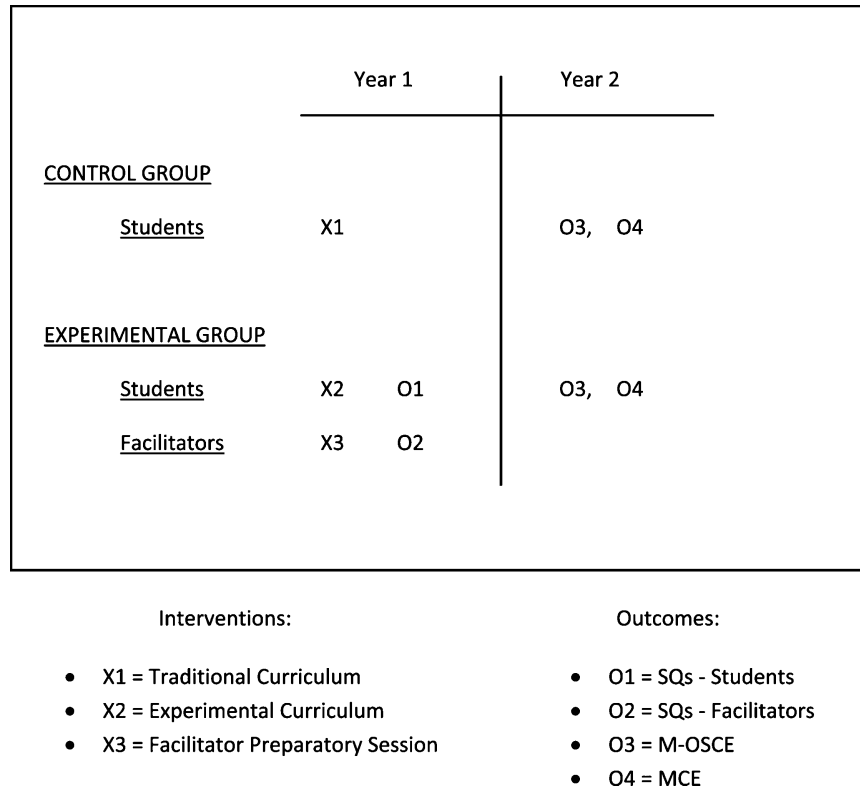 Year 1 Year 2
CONTROL GROUP
Students X1 O3, O4
EXPERIMENTAL GROUP
Students X2 O1 O3, O4
Facilitators X3 O2
Interventions: Outcomes:
• X1 = Traditional Curriculum
• X2 = Experimental Curriculum
• X3 = Facilitator Preparatory Session
• O1 = SQs - Students
• O2 = SQs - Facilitators
• O3 = M-OSCE
• O4 = MCE